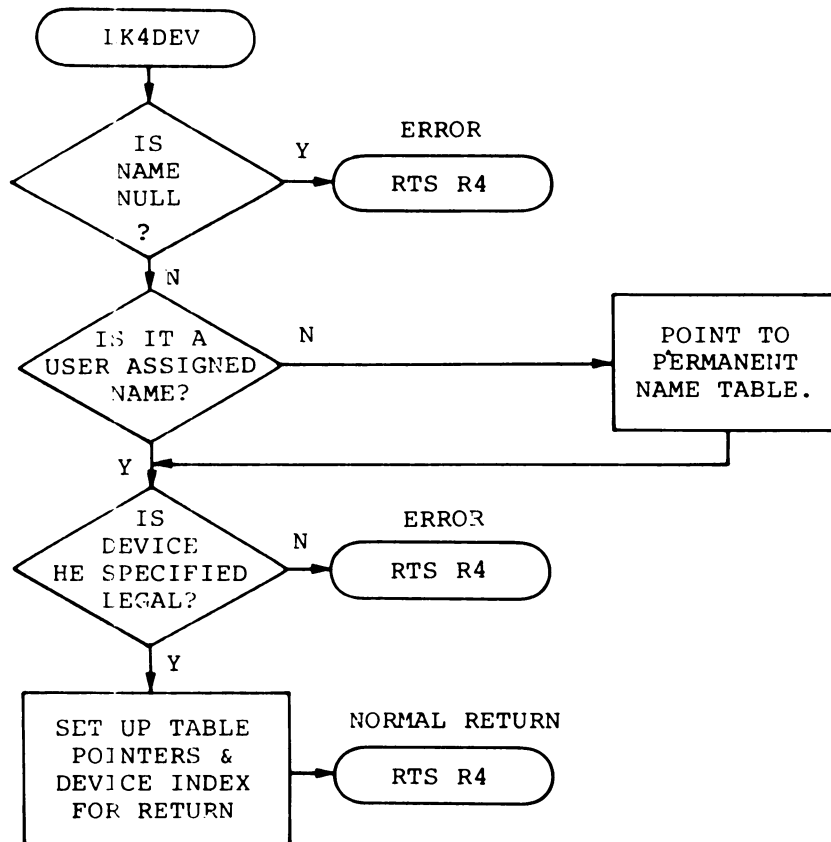 IK4DEV
IS
NAME
NULL
?
Y
ERROR
RTS R4
N
IS IT A
USER ASSIGNED
NAME?
N
POINT TO
PERMANENT
NAME TABLE.
Y
IS
DEVICE
HE SPECIFIED
LEGAL?
N
ERROR
RTS R4
Y
SET UP TABLE
POINTERS &
DEVICE INDEX
FOR RETURN
NORMAL RETURN
RTS R4